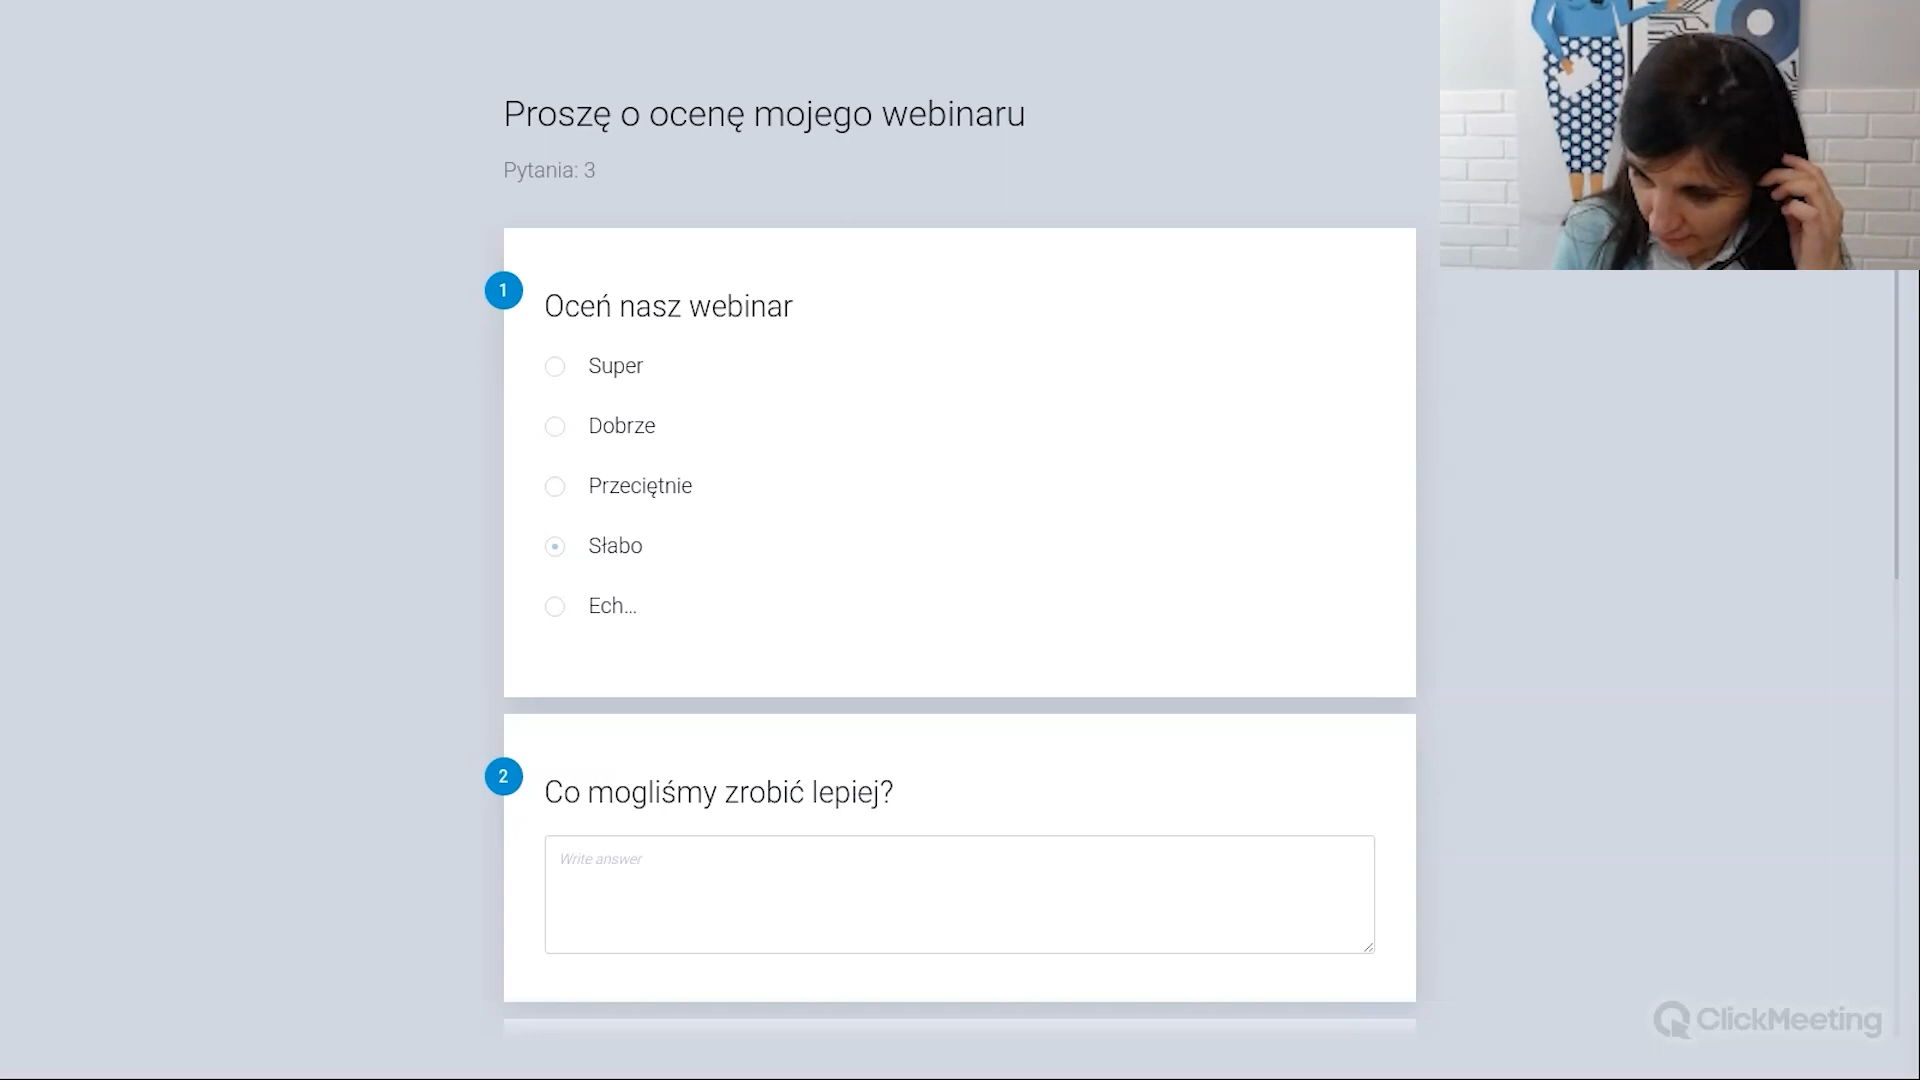 Proszę o ocenę mojego webinaru
Pytania: 3
1
Oceń nasz webinar
Super
Dobrze
Przeciętnie
Słabo
Ech...
2
Co mogliśmy zrobić lepiej?
Write answer
ClickMeeting